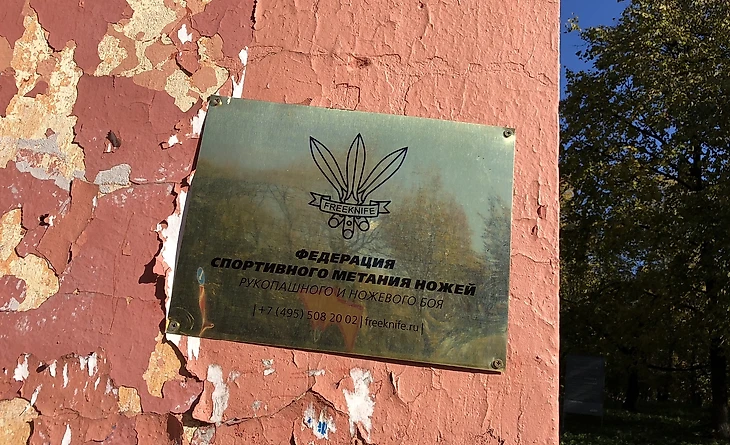 FREEKNIFE
ФЕДЕРАЦИЯ
СПОРТИВНОГО МЕТАНИЯ НОЖЕЙ
РУКОПАШНОГО И НОЖЕВОГО БОЯ
| +7 (495) 508 20 02 | freeknife.ru |